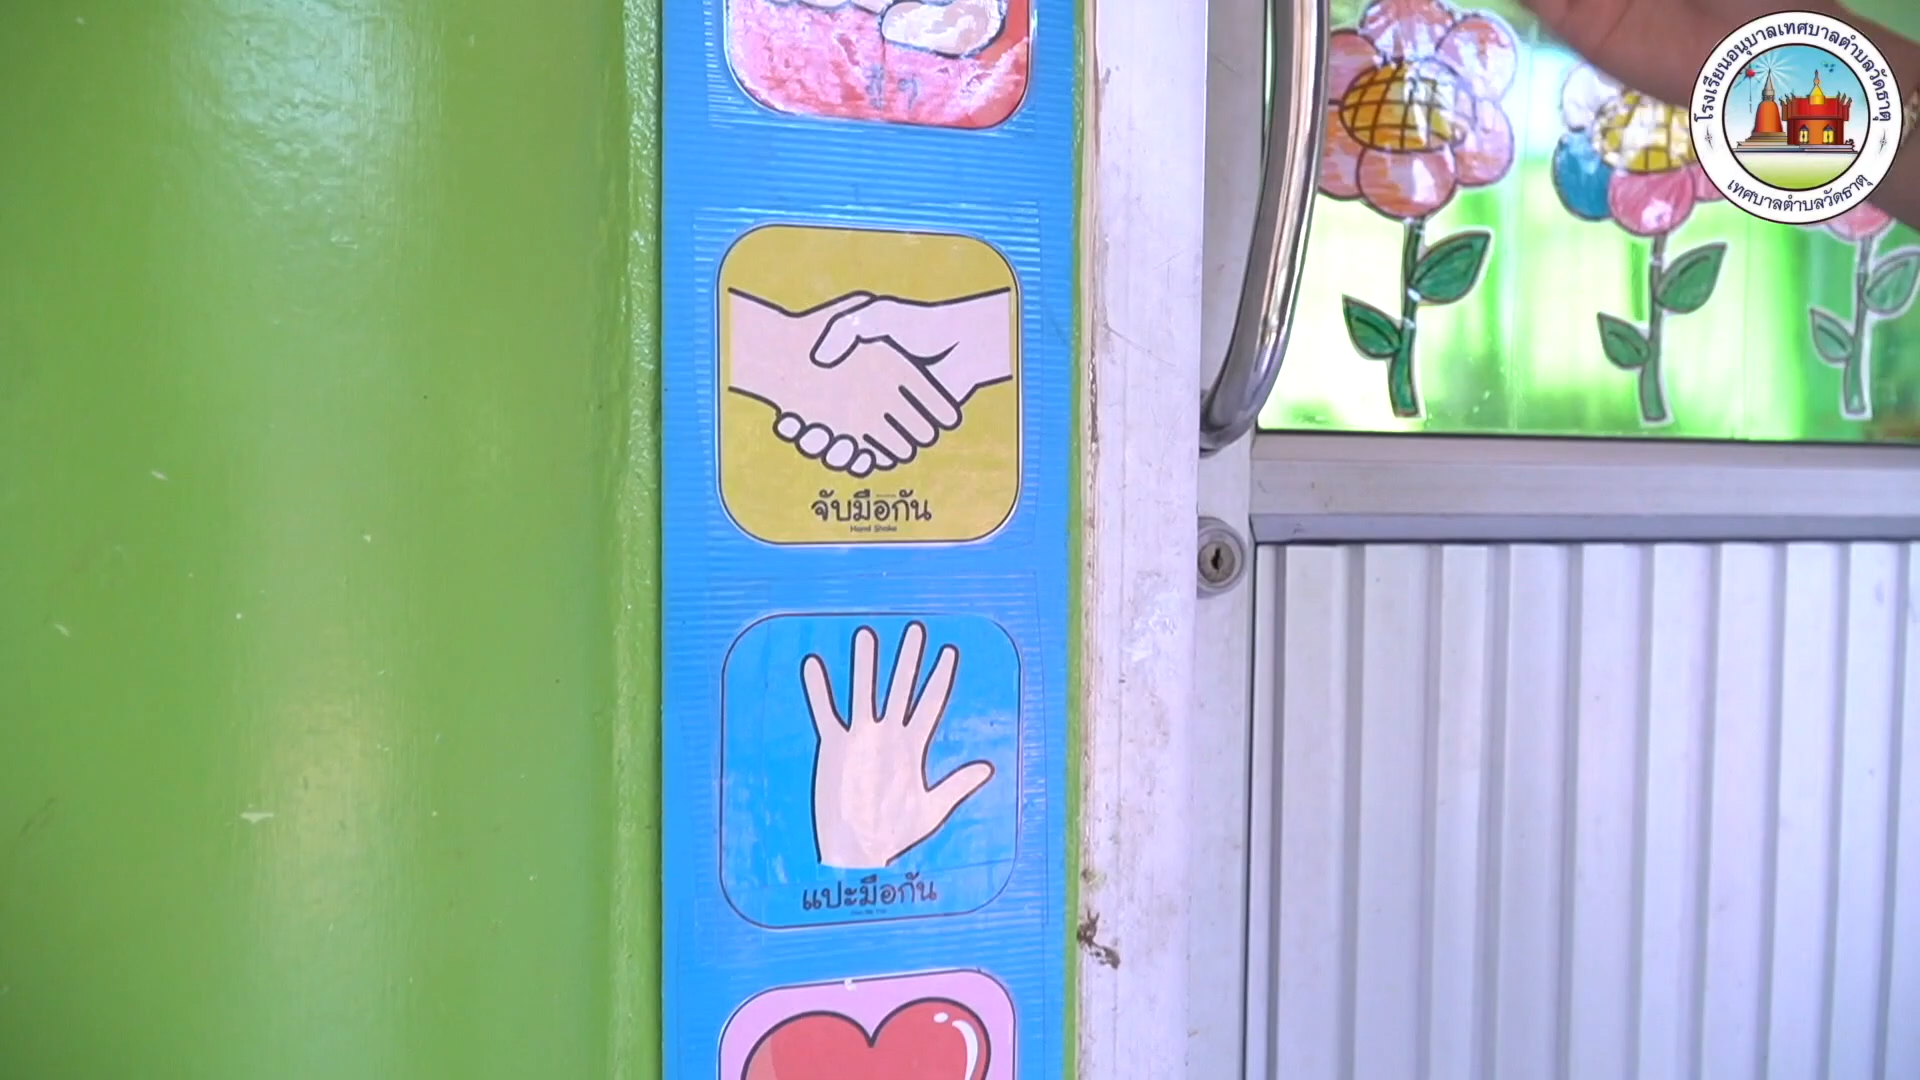 โรงเรียนอนุบาลเทศบาลตำบลวัดธาตุ
เทศบาลตำบลวัดธาตุ
จับมือกัน
Hand Shake
แปะมือกัน